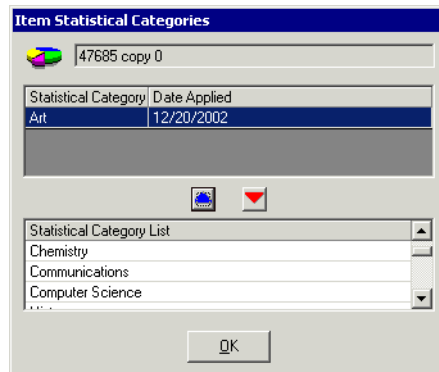 Item Statistical Categories
47685 copy 0
Statistical Category Date Applied
Art 12/20/2002
Statistical Category List
Chemistry
Communications
Computer Science
OK